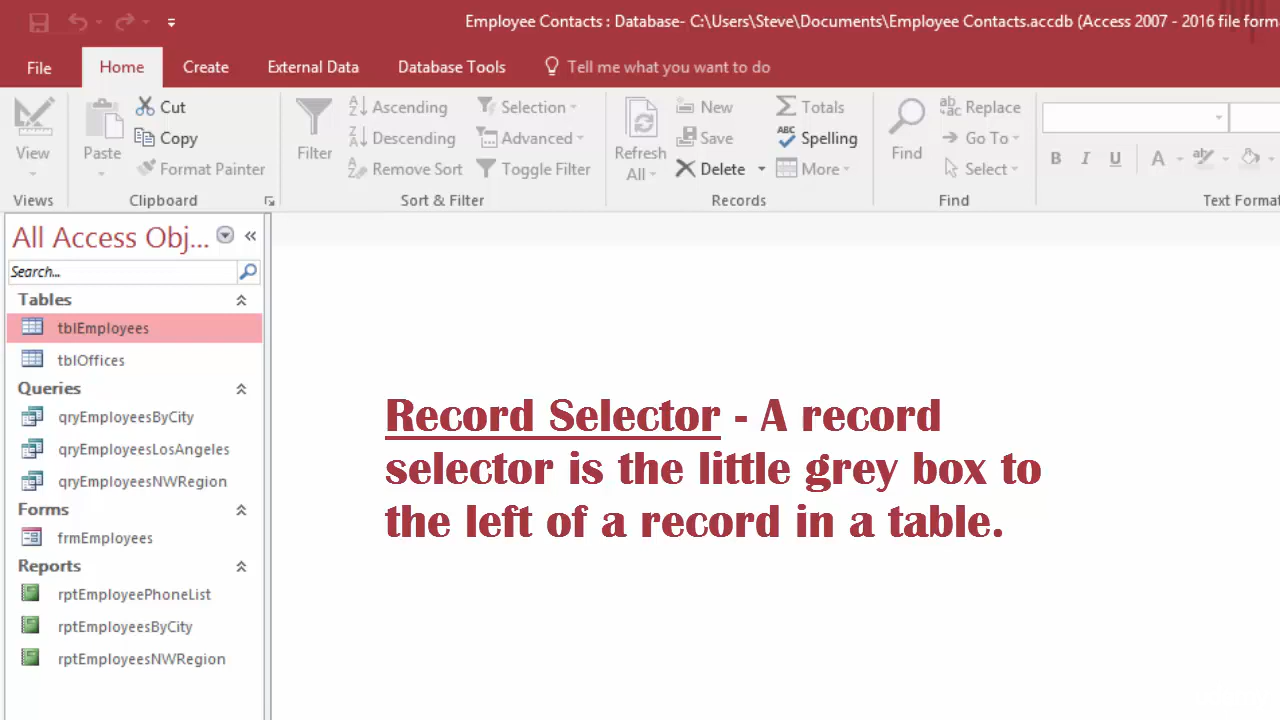 Employee Contacts : Database- C:\Users\Steve\Documents\Employee Contacts.accdb (Access 2007 - 2016 file form
File Home Create External Data Database Tools Tell me what you want to do
View
Views
Paste
Cut
Copy
Format Painter
Clipboard
Filter
Ascending
Descending
Remove Sort
Selection
Advanced
Toggle Filter
Sort & Filter
Refresh
All
New
Save
Delete
Totals
Spelling
More
Records
Find
Replace
Go To
Select
Find
B I U A
Text Format
All Access Obj...
Search...
Tables
tblEmployees
tblOffices
Queries
qryEmployeesByCity
qryEmployeesLosAngeles
qryEmployeesNWRegion
Forms
frmEmployees
Reports
rptEmployeePhoneList
rptEmployeesByCity
rptEmployeesNWRegion
Record Selector - A record
selector is the little grey box to
the left of a record in a table.